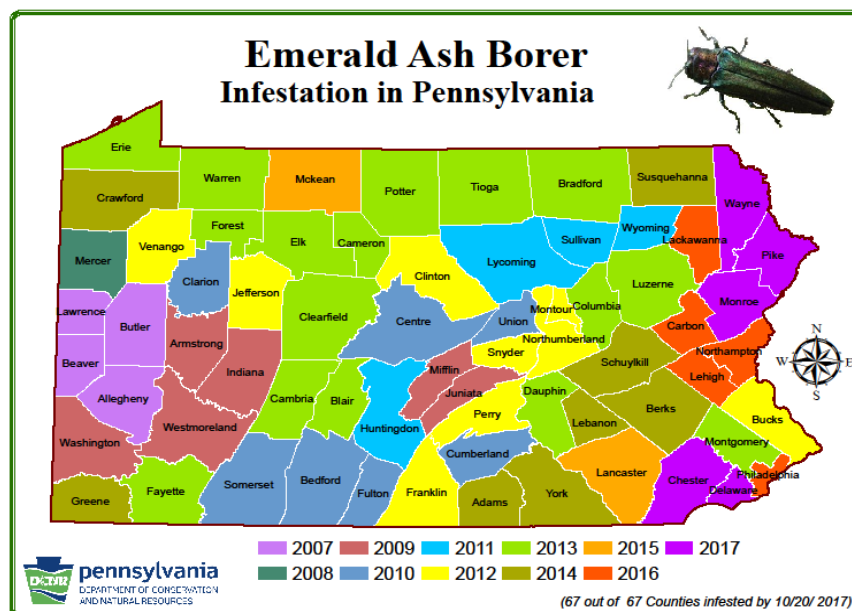 Emerald Ash Borer
Infestation in Pennsylvania
Erie
Crawford
Warren
Mckean
Potter
Tioga
Bradford
Susquehanna
Wayne
Forest
Venango
Elk
Cameron
Mercer
Clarion
Jefferson
Clinton
Lycoming
Sullivan
Wyoming
Lackawanna
Pike
Lawrence
Butler
Clearfield
Centre
Union
Montour
Columbia
Luzerne
Monroe
Beaver
Armstrong
Indiana
Snyder
Northumberland
Carbon
Northampton
Allegheny
Mifflin
Juniata
Schuylkill
Lehigh
Cambria
Blair
Huntingdon
Perry
Dauphin
Lebanon
Berks
Bucks
Washington
Westmoreland
Cumberland
Montgomery
Greene
Fayette
Somerset
Bedford
Fulton
Franklin
Adams
York
Lancaster
Chester
Delaware
Philadelphia
N
W E
S
2007 2009 2011 2013 2015 2017
2008 2010 2012 2014 2016
DCNR
pennsylvania
DEPARTMENT OF CONSERVATION
AND NATURAL RESOURCES
(67 out of 67 Counties infested by 10/20/ 2017)